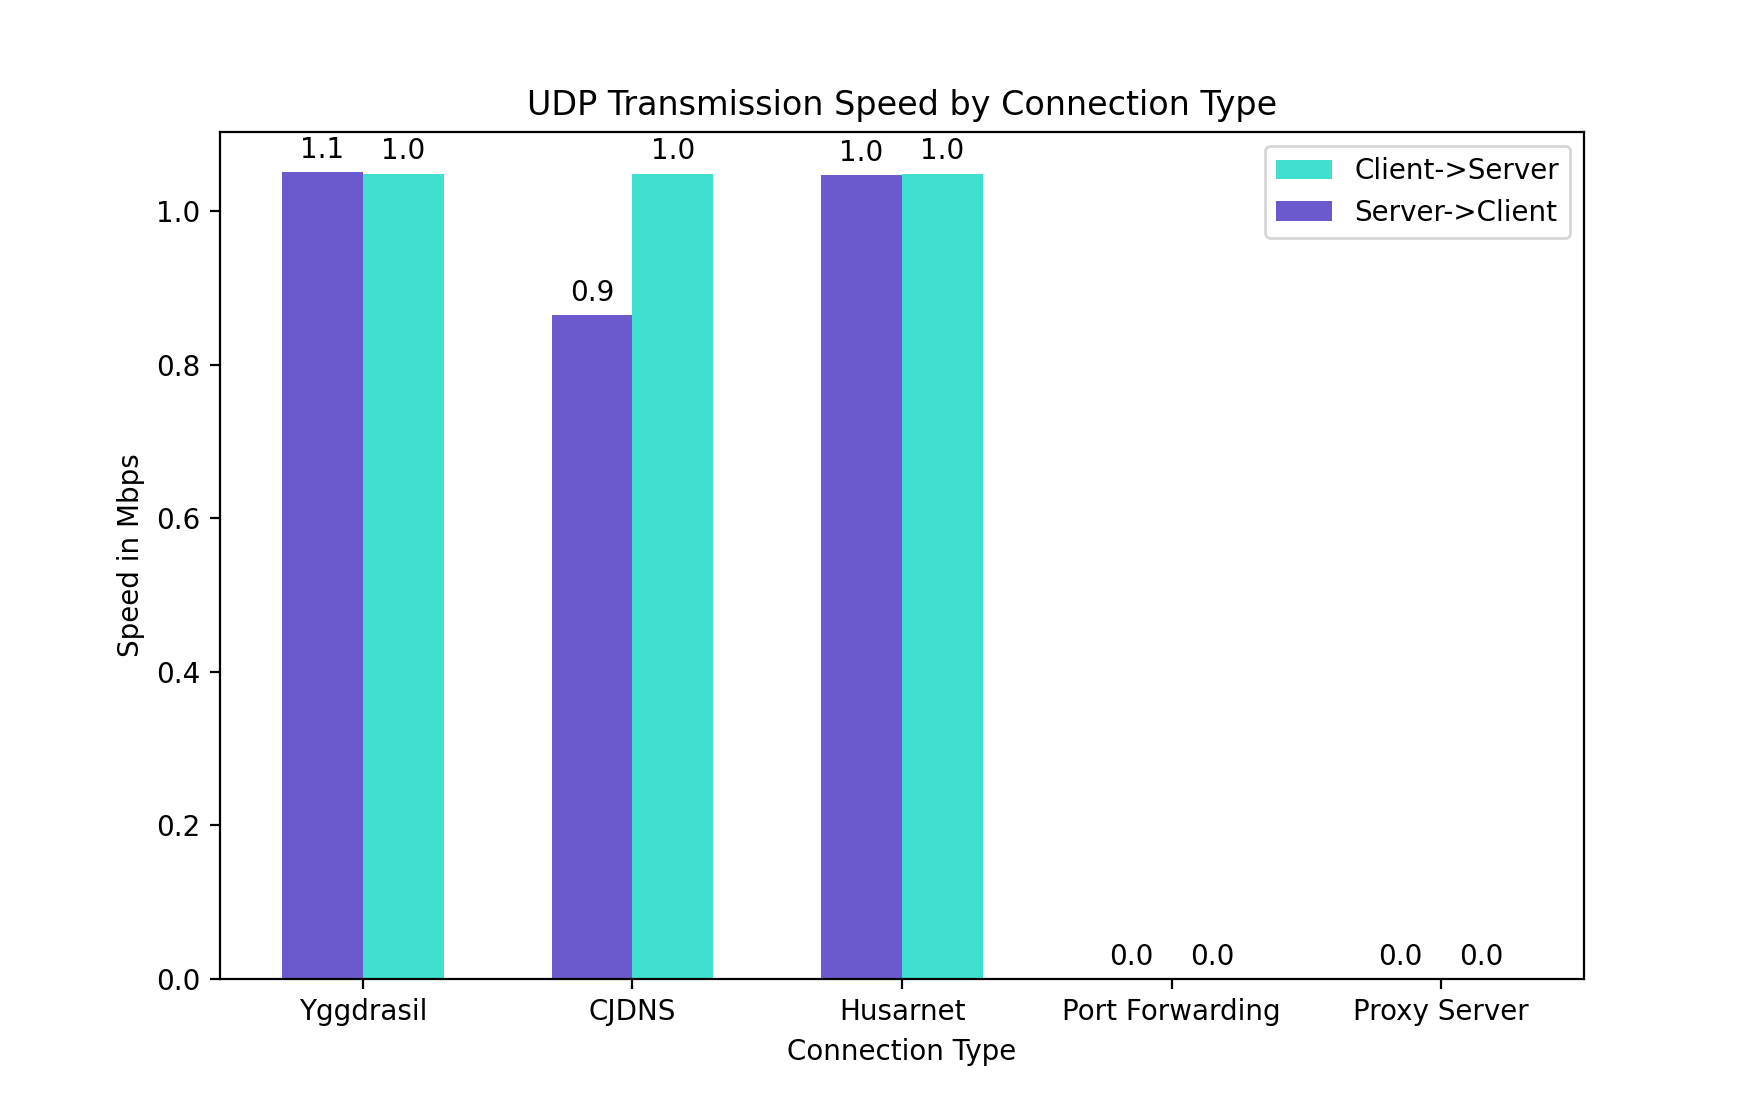 UDP Transmission Speed by Connection Type
1.1 1.0 1.0 1.0 1.0
Client->Server
Server->Client
1.0
0.9
0.8
0.6
Speed in Mbps
0.4
0.2
0.0 0.0 0.0 0.0
0.0
Yggdrasil CJDNS Husarnet Port Forwarding Proxy Server
Connection Type